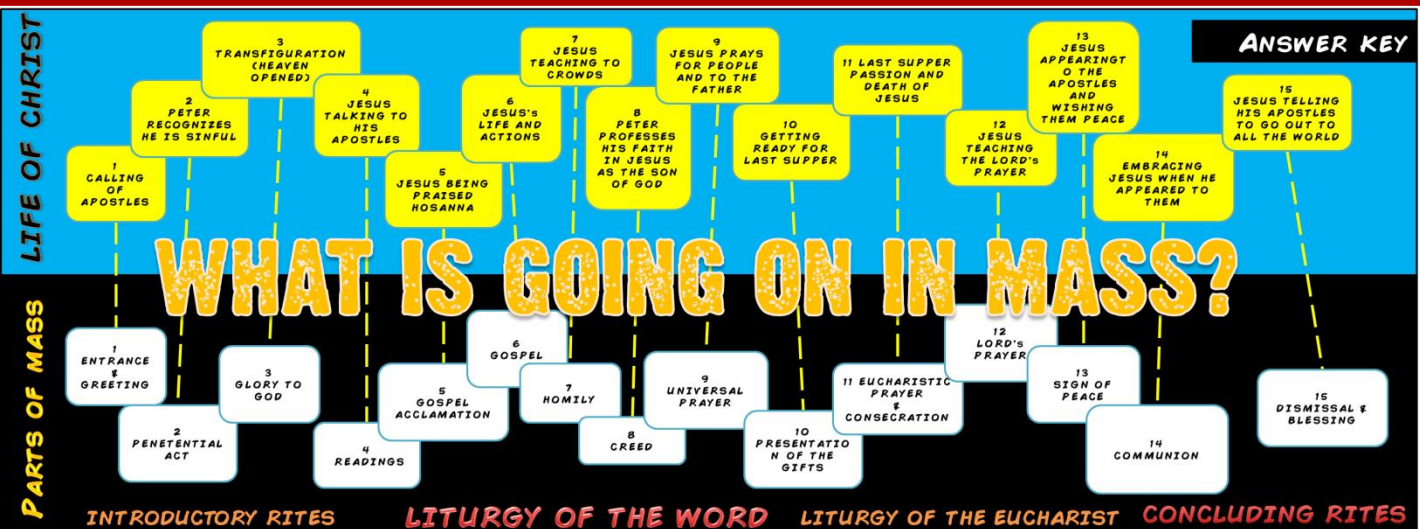 ANSWER KEY
LIFE OF CHRIST
1
CALLING
OF
APOSTLES
2
PETER
RECOGNIZES
HE IS SINFUL
3
TRANSFIGURATION
(HEAVEN
OPENED)
4
JESUS
TALKING TO
HIS
APOSTLES
5
JESUS BEING
PRAISED
HOSANNA
6
JESUS'S
LIFE AND
ACTIONS
7
JESUS
TEACHING TO
CROWDS
8
PETER
PROFESSES
HIS FAITH
IN JESUS
AS THE SON
OF GOD
9
JESUS PRAYS
FOR PEOPLE
AND TO THE
FATHER
10
GETTING
READY FOR
LAST SUPPER
11 LAST SUPPER
PASSION AND
DEATH OF
JESUS
12
JESUS
TEACHING
THE LORD'S
PRAYER
13
JESUS
APPEARINGT
O THE
APOSTLES
AND
WISHING
THEM PEACE
14
EMBRACING
JESUS WHEN HE
APPEARED TO
THEM
15
JESUS TELLING
HIS APOSTLES
TO GO OUT TO
ALL THE WORLD
WHAT IS GOING ON IN MASS?
PARTS OF MASS
1
ENTRANCE
&
GREETING
2
PENETENTIAL
ACT
3
GLORY TO
GOD
4
READINGS
5
GOSPEL
ACCLAMATION
6
GOSPEL
7
HOMILY
8
CREED
9
UNIVERSAL
PRAYER
10
PRESENTATIO
N OF THE
GIFTS
11 EUCHARISTIC
PRAYER
&
CONSECRATION
12
LORD'S
PRAYER
13
SIGN OF
PEACE
14
COMMUNION
15
DISMISSAL &
BLESSING
INTRODUCTORY RITES
LITURGY OF THE WORD
LITURGY OF THE EUCHARIST
CONCLUDING RITES